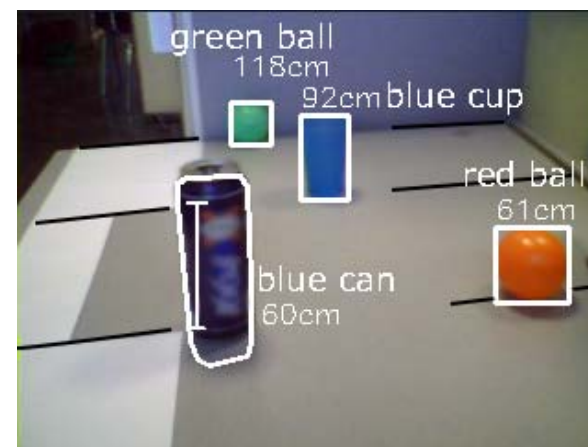 green ball
118cm
92cm blue cup
red ball
61cm
blue can
60cm